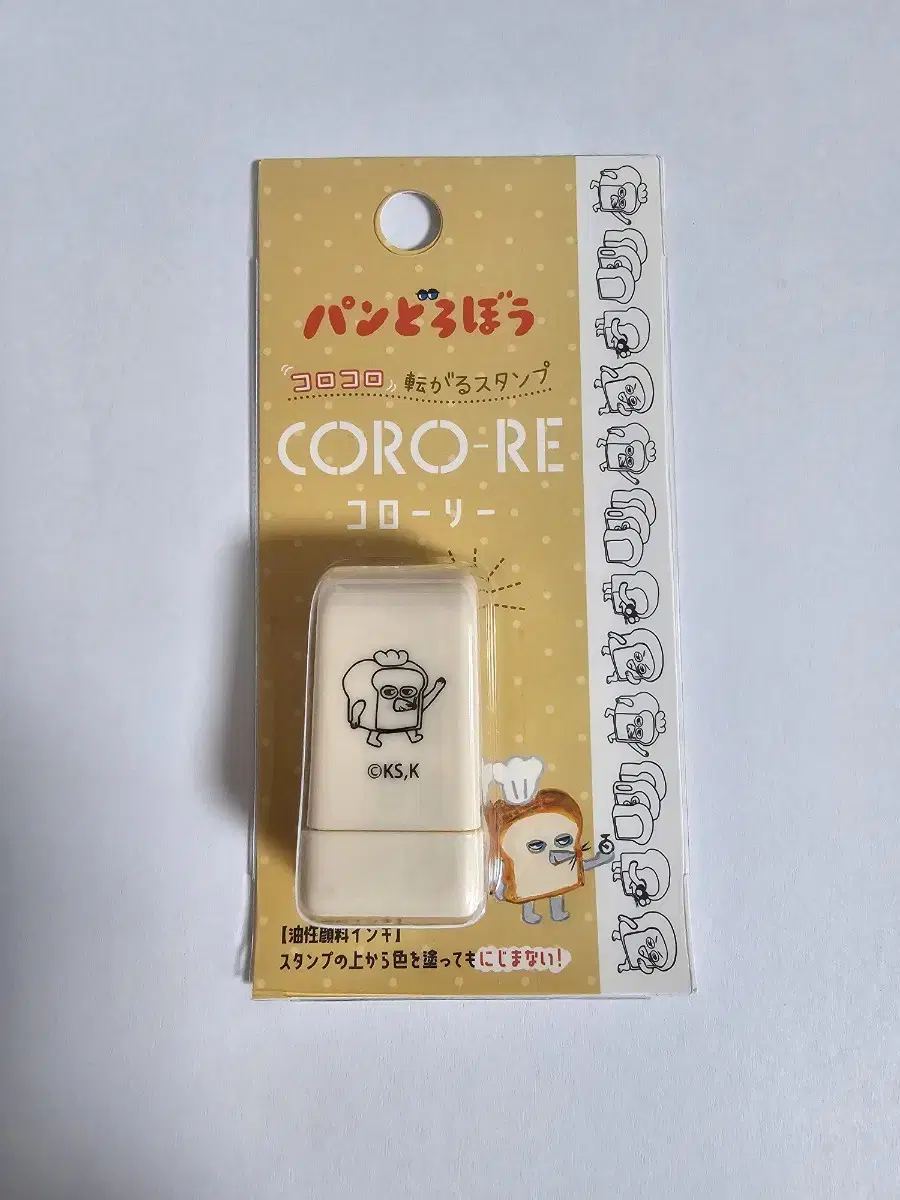 パンどろぼう
コロコロ 転がるスタンプ
CORO-RE
コローリー
©KS,K
【油性顔料インキ】
スタンプの上から色を塗ってもにじまない!